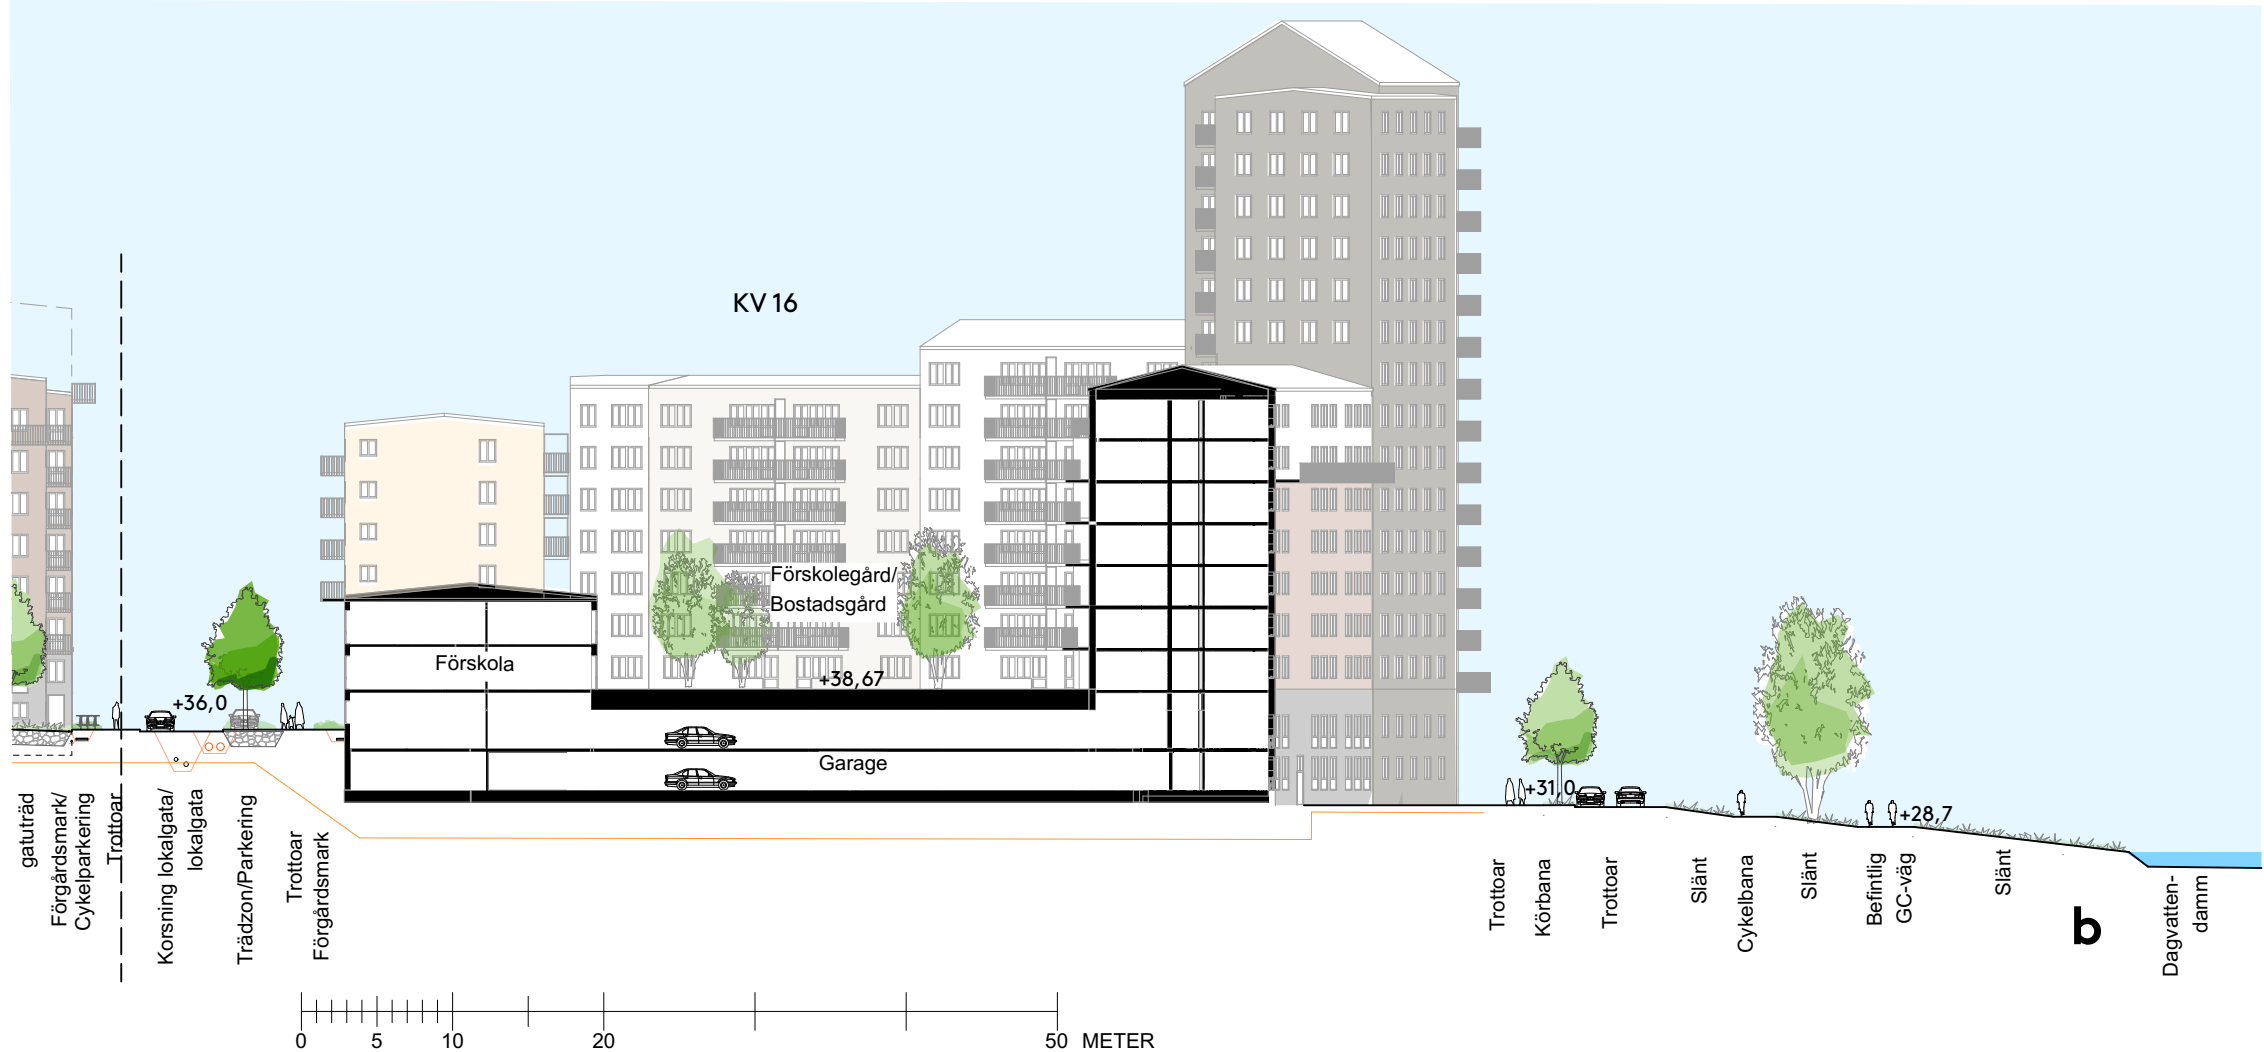 KV 16
Förskolegård/
Bostadsgård
Förskola
+38,67
+36,0
Garage
+31,0
+28,7
gatuträd
Förgårdsmark/
Cykelparkering
Trottoar
Korsning lokalgata/
lokalgata
Trädzon/Parkering
Trottoar
Förgårdsmark
Trottoar
Körbana
Trottoar
Slänt
Cykelbana
Slänt
Befintlig
GC-väg
Slänt
Dagvatten-
damm
b
0 5 10 20 50 METER